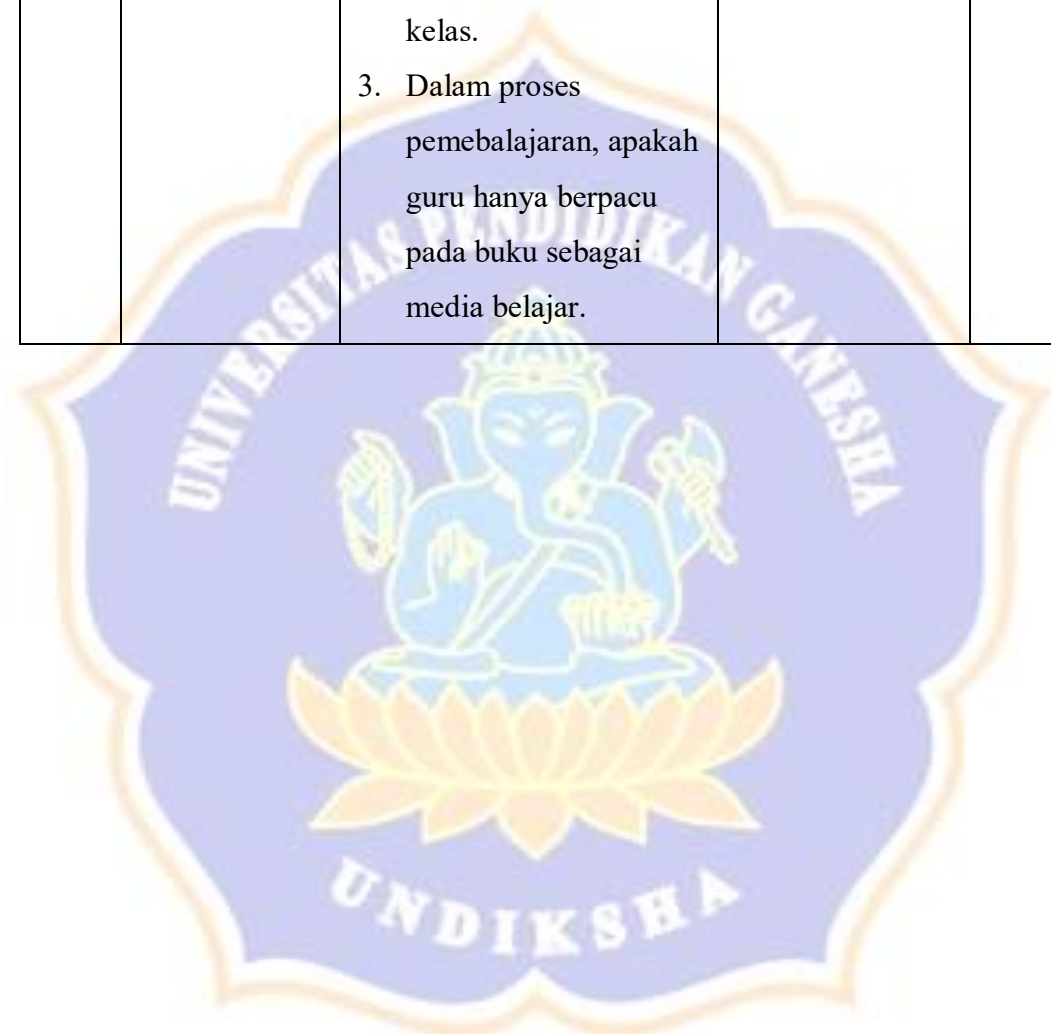 kelas.
3. Dalam proses
pemebalajaran, apakah
guru hanya berpacu
pada buku sebagai
media belajar.
UNIVERSITAS PENDIDIKAN GANESHA
UNDIKSHA